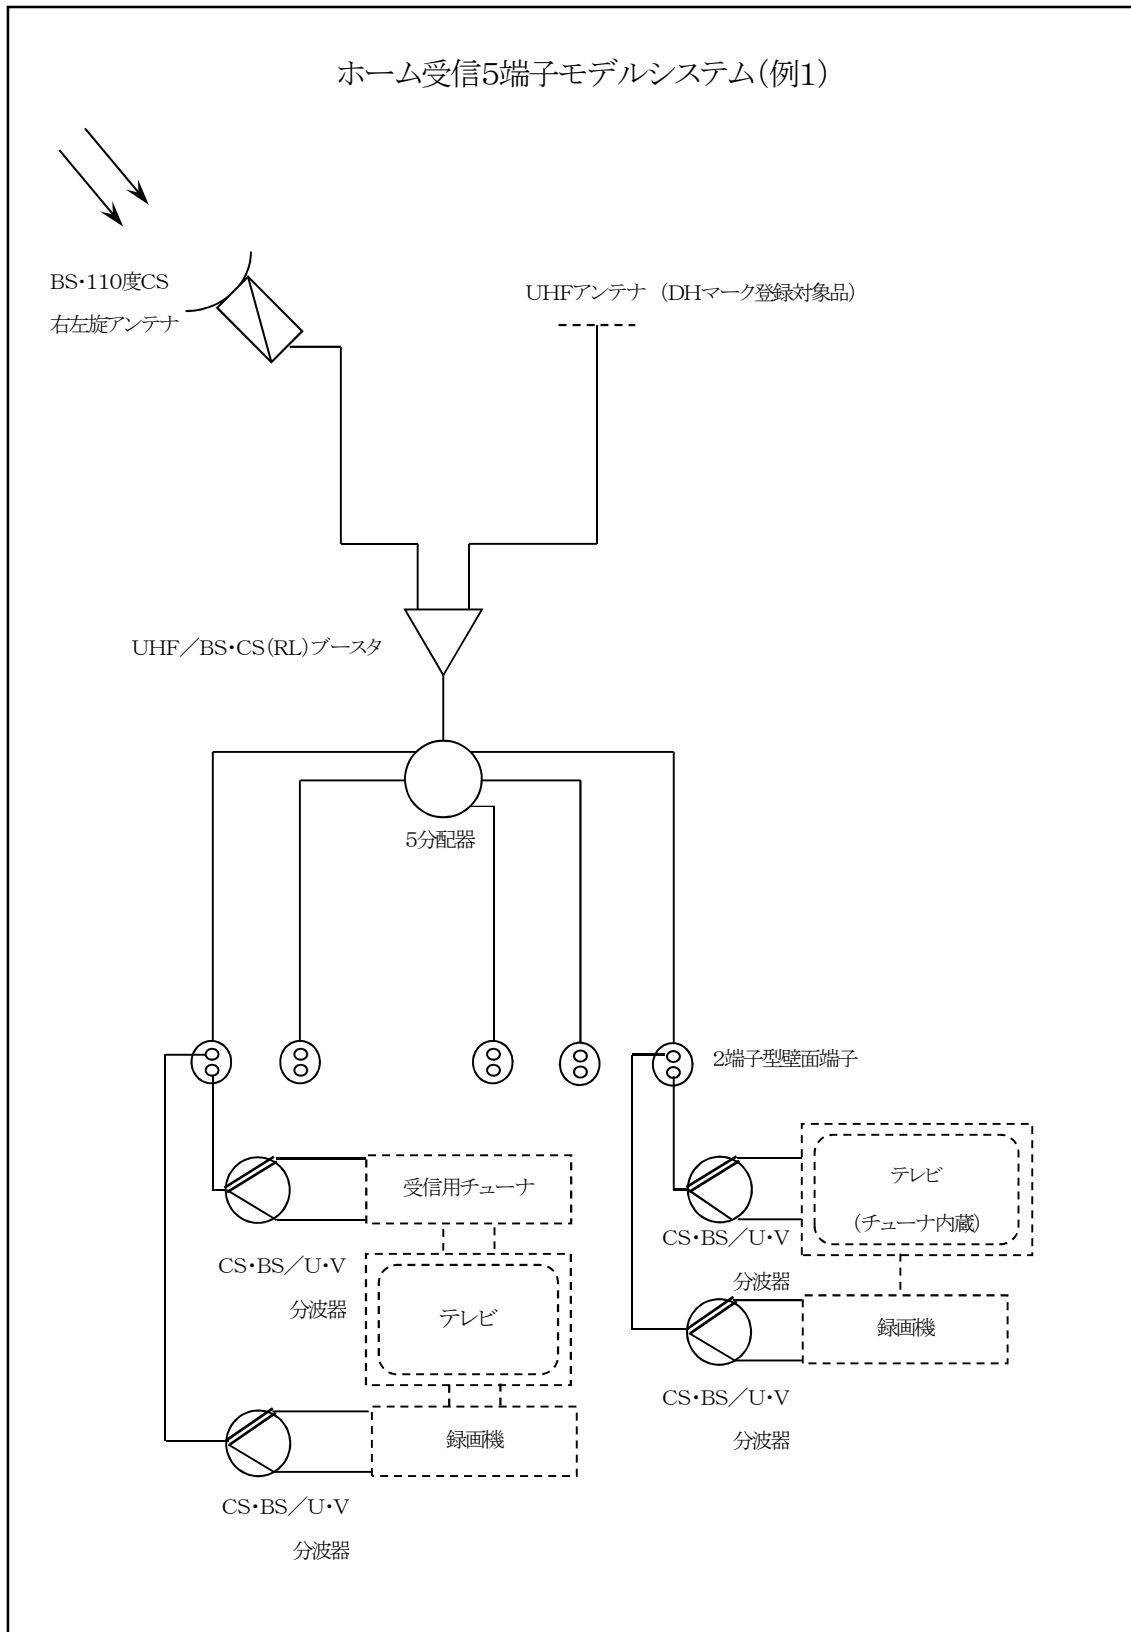 ホーム受信5端子モデルシステム(例1)
BS・110度CS
右左旋アンテナ
UHFアンテナ (DHマーク登録対象品)
UHF/BS・CS(RL)ブースタ
5分配器
2端子型壁面端子
受信用チューナ
CS・BS/U・V
分波器
テレビ
録画機
CS・BS/U・V
分波器
テレビ
(チューナ内蔵)
CS・BS/U・V
分波器
録画機
CS・BS/U・V
分波器